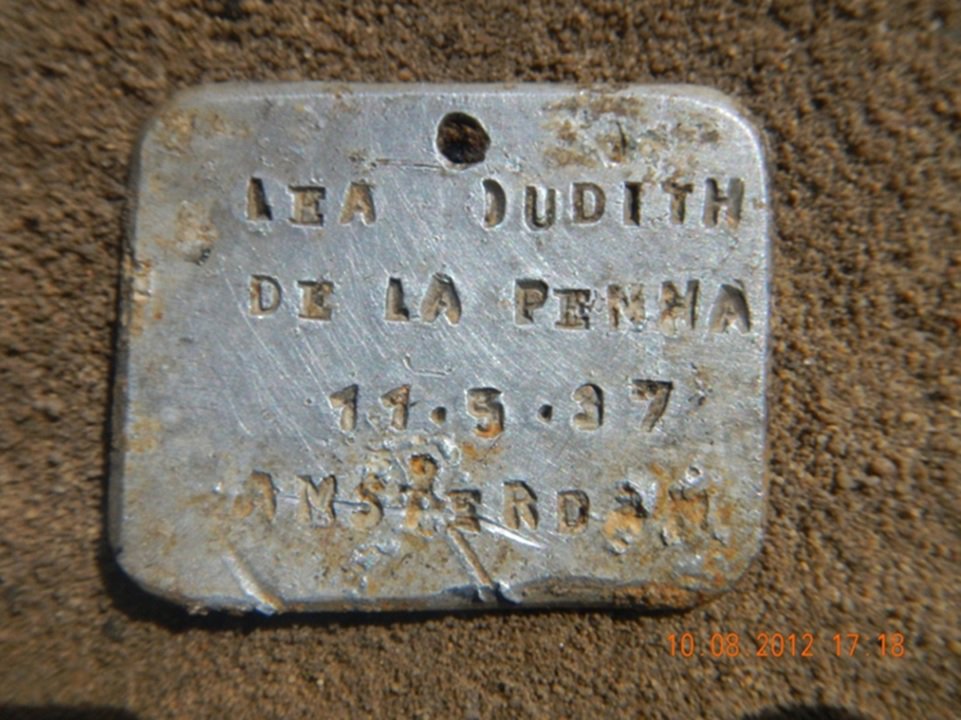 LEA JUDITH
DE LA PENHA
11.5.37
AMSTERDAM
10.08.2012 17 18